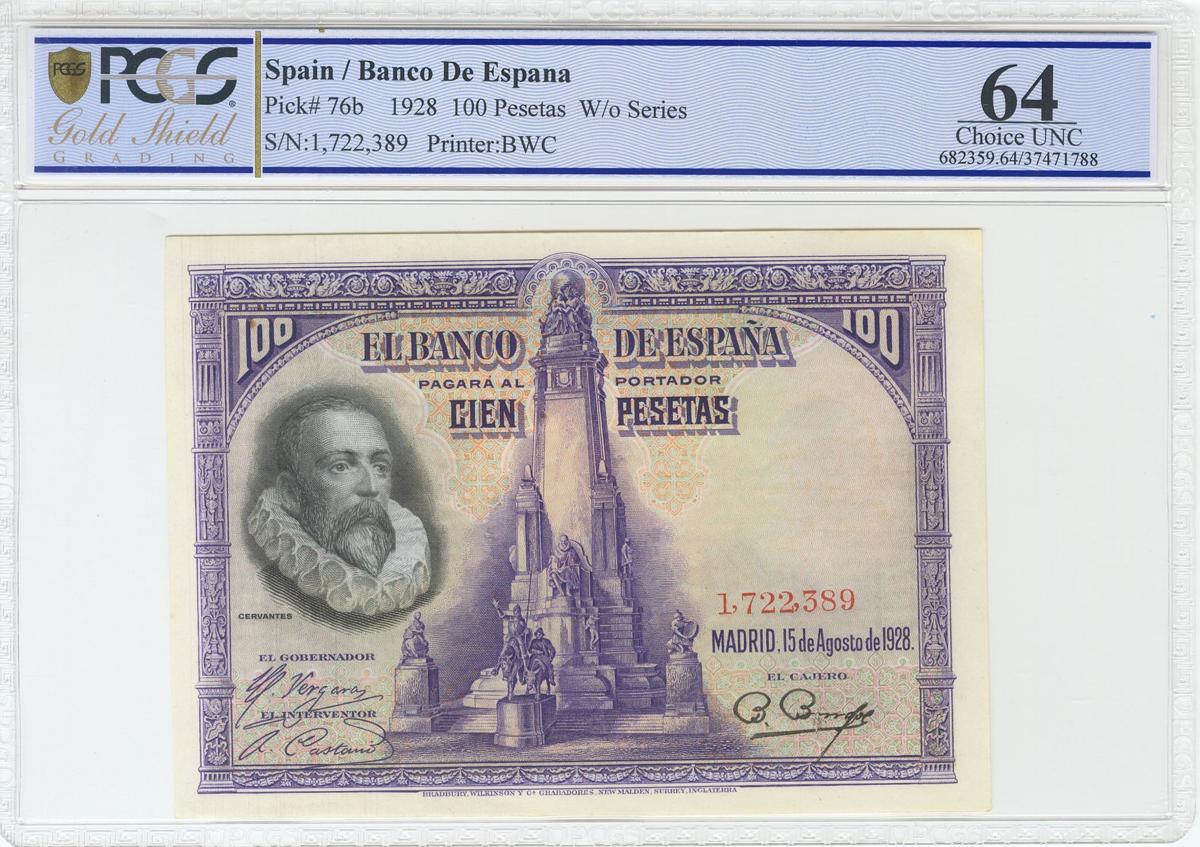 PCGS
PCGS
Gold Shield
GRADING
Spain / Banco De Espana
Pick# 76b 1928 100 Pesetas W/o Series
S/N:1,722,389 Printer:BWC
64
Choice UNC
682359.64/37471788
100 100
EL BANCO DE ESPAÑA
PAGARÁ AL PORTADOR
CIEN PESETAS
CERVANTES
1,722,389
MADRID, 15 de Agosto de 1928.
EL GOBERNADOR
EL CAJERO
Vergara
EL INTERVENTOR
A. Castaño
BRADBURY, WILKINSON Y Cª GRABADORES, NEW MALDEN, SURREY, INGLATERRA